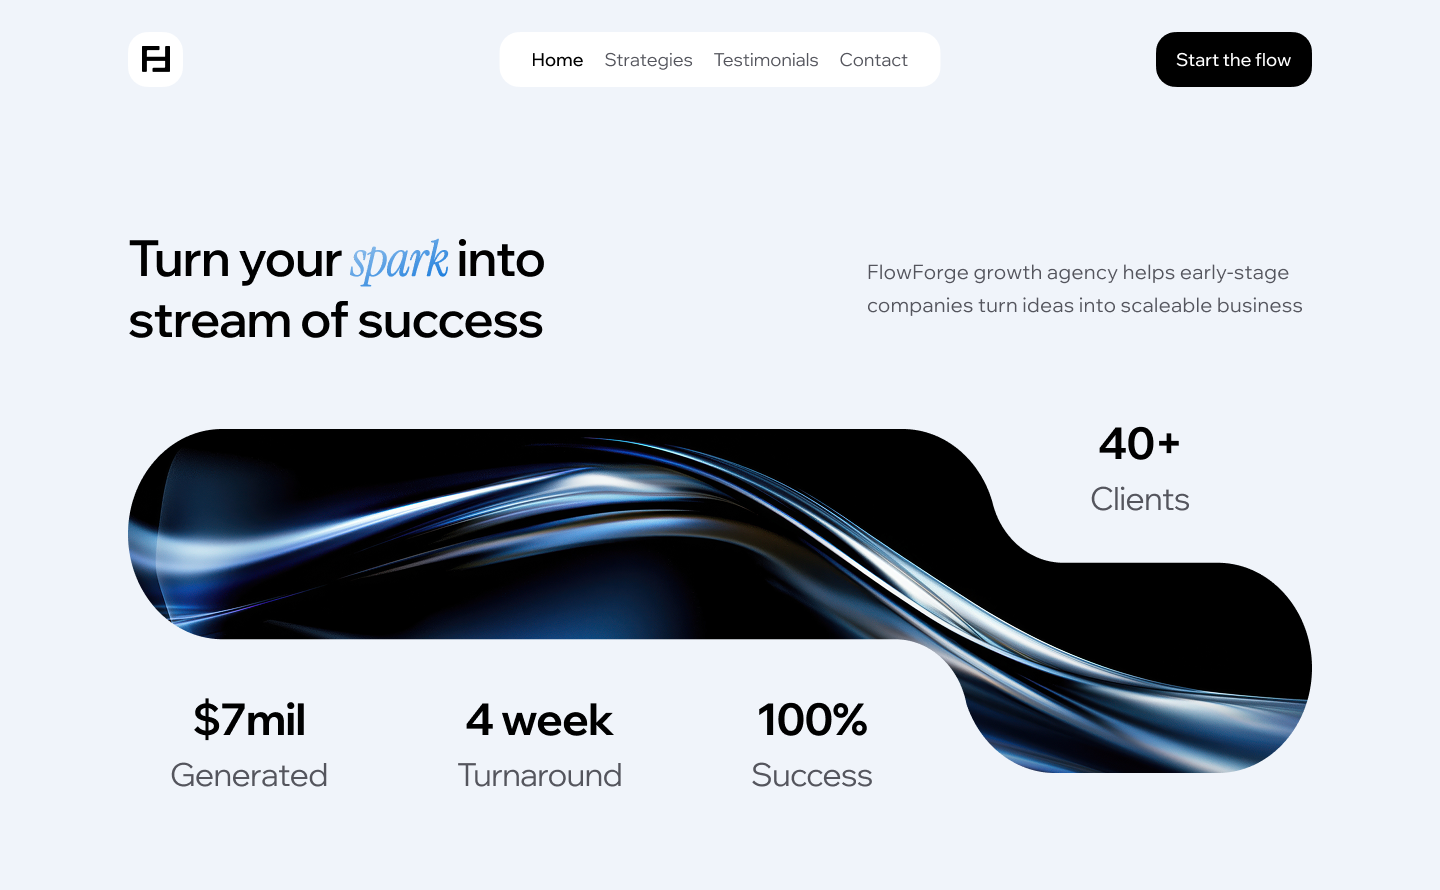 Home Strategies Testimonials Contact
Start the flow
Turn your spark into
stream of success
FlowForge growth agency helps early-stage
companies turn ideas into scaleable business
40+
Clients
$7mil
Generated
4 week
Turnaround
100%
Success